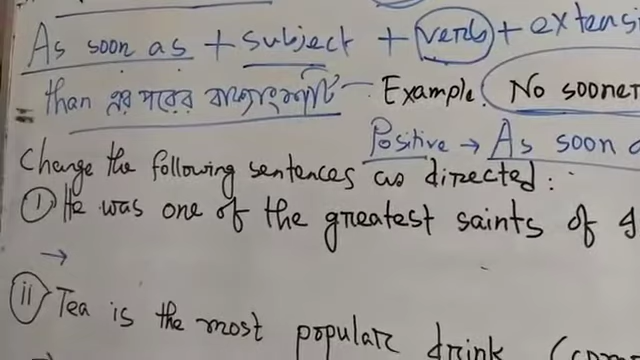 As soon as + subject + verb + extensi
than এর পরের বাক্যাংশটি Example. No sooner
Positive → As soon a
Change the following sentences as directed:
i He was one of the greatest saints of
→
ii Tea is the most popular drink (com